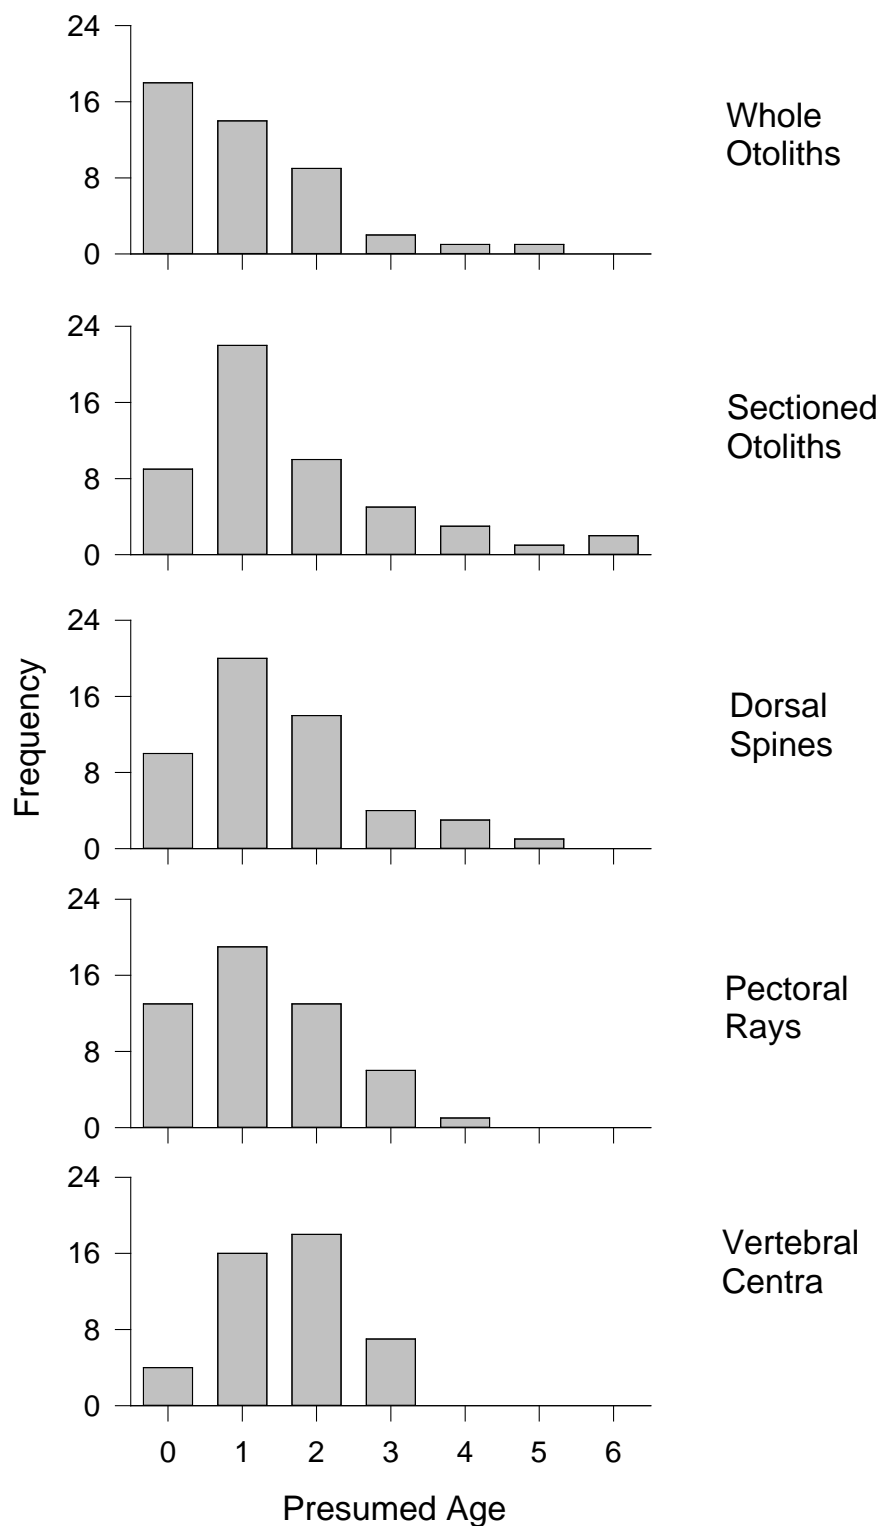 24
16
8
0
Whole
Otoliths
24
16
8
0
Sectioned
Otoliths
24
16
8
0
Dorsal
Spines
Frequency
24
16
8
0
Pectoral
Rays
24
16
8
0
Vertebral
Centra
0 1 2 3 4 5 6
Presumed Age